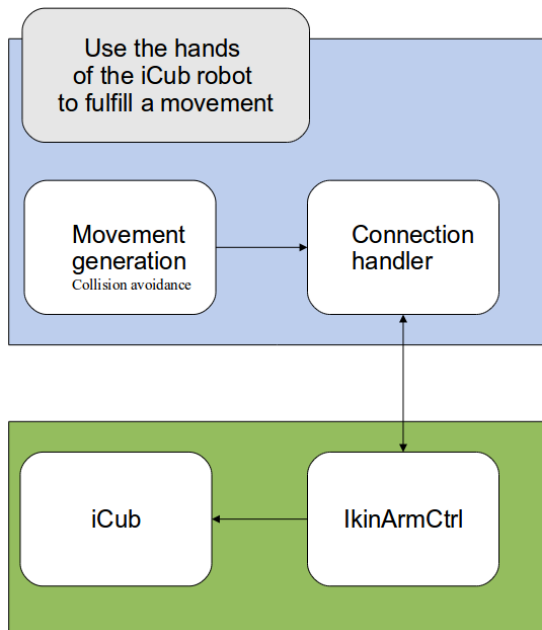 Use the hands
of the iCub robot
to fulfill a movement
Movement
generation
Collision avoidance
Connection
handler
iCub
IkinArmCtrl